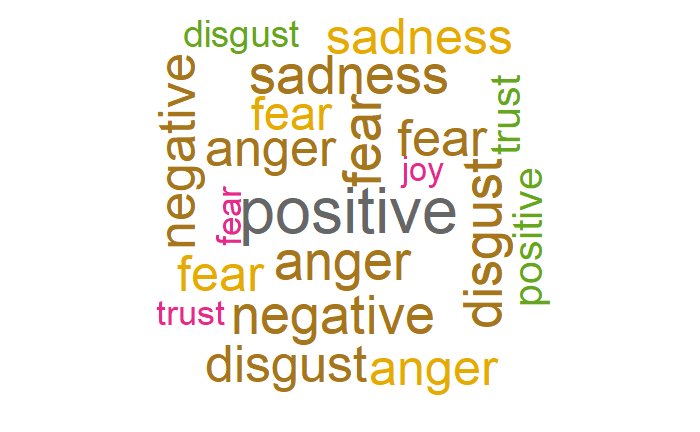 disgust
sadness
sadness
negative
fear
fear
trust
anger
fear
joy
disgust
positive
fear
positive
anger
fear
trust
negative
disgust
anger